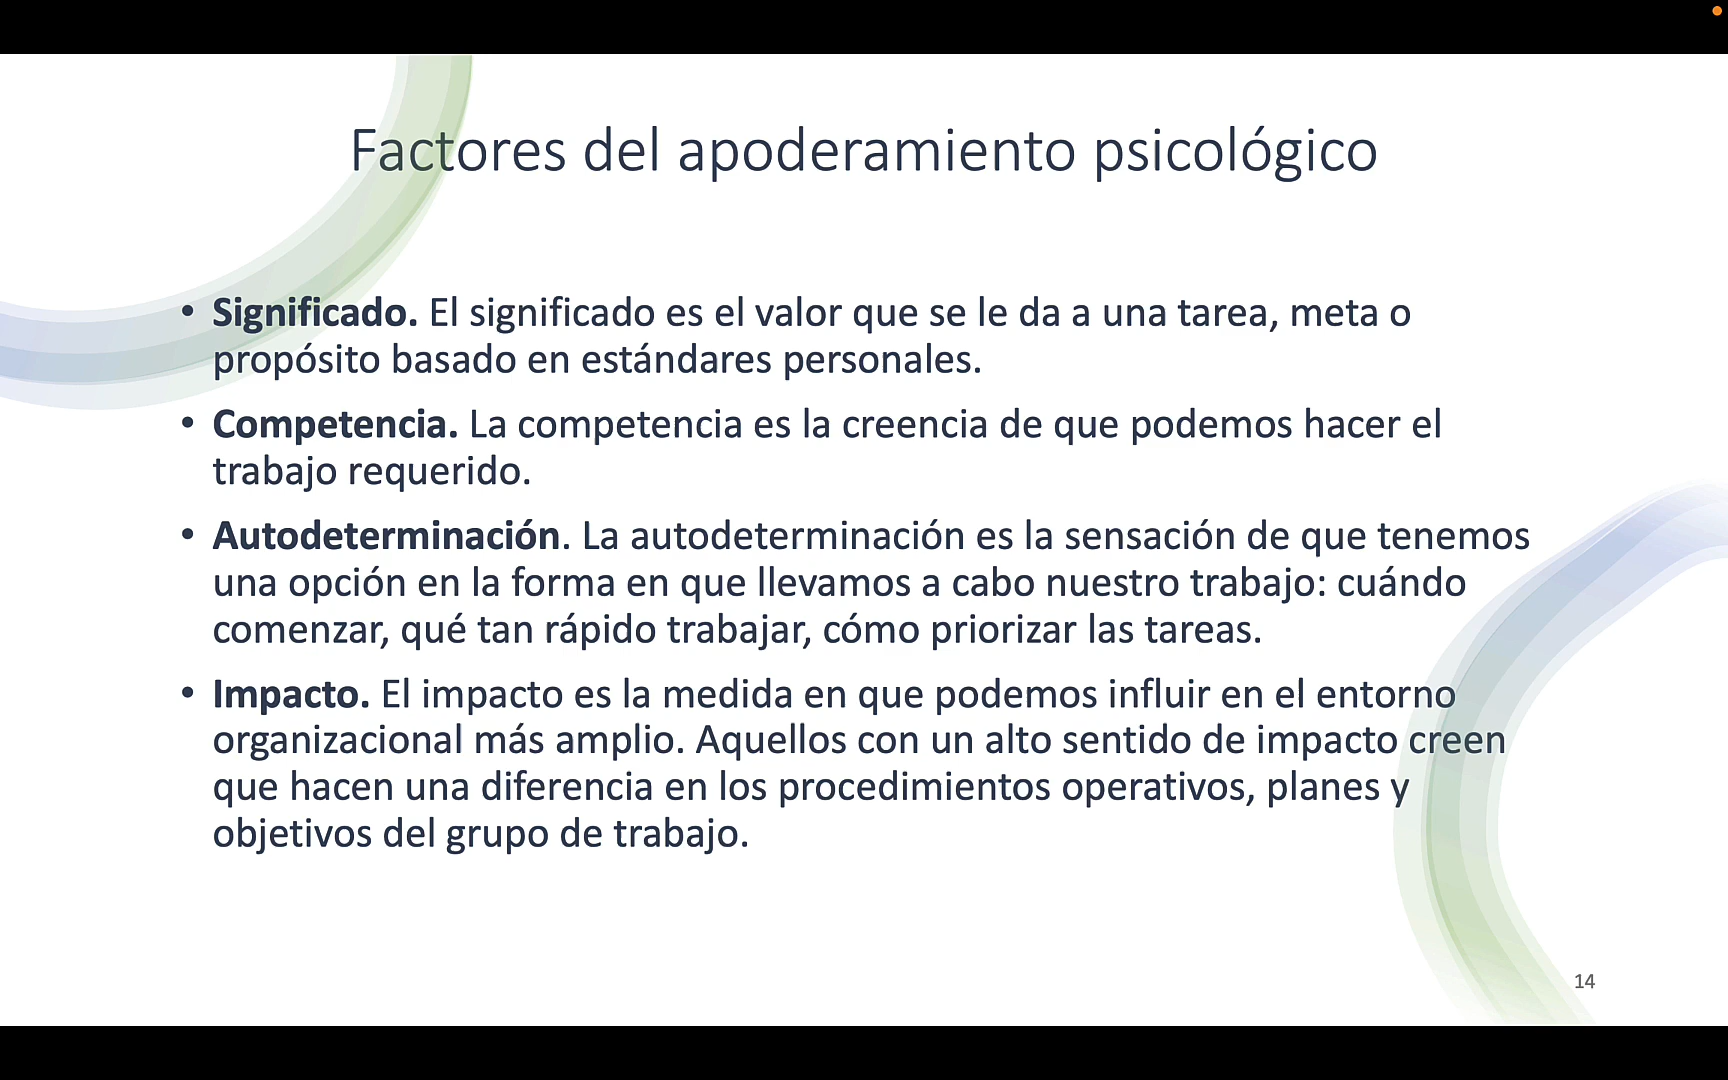 Factores del apoderamiento psicológico
• Significado. El significado es el valor que se le da a una tarea, meta o
propósito basado en estándares personales.
• Competencia. La competencia es la creencia de que podemos hacer el
trabajo requerido.
• Autodeterminación. La autodeterminación es la sensación de que tenemos
una opción en la forma en que llevamos a cabo nuestro trabajo: cuándo
comenzar, qué tan rápido trabajar, cómo priorizar las tareas.
• Impacto. El impacto es la medida en que podemos influir en el entorno
organizacional más amplio. Aquellos con un alto sentido de impacto creen
que hacen una diferencia en los procedimientos operativos, planes y
objetivos del grupo de trabajo.
14